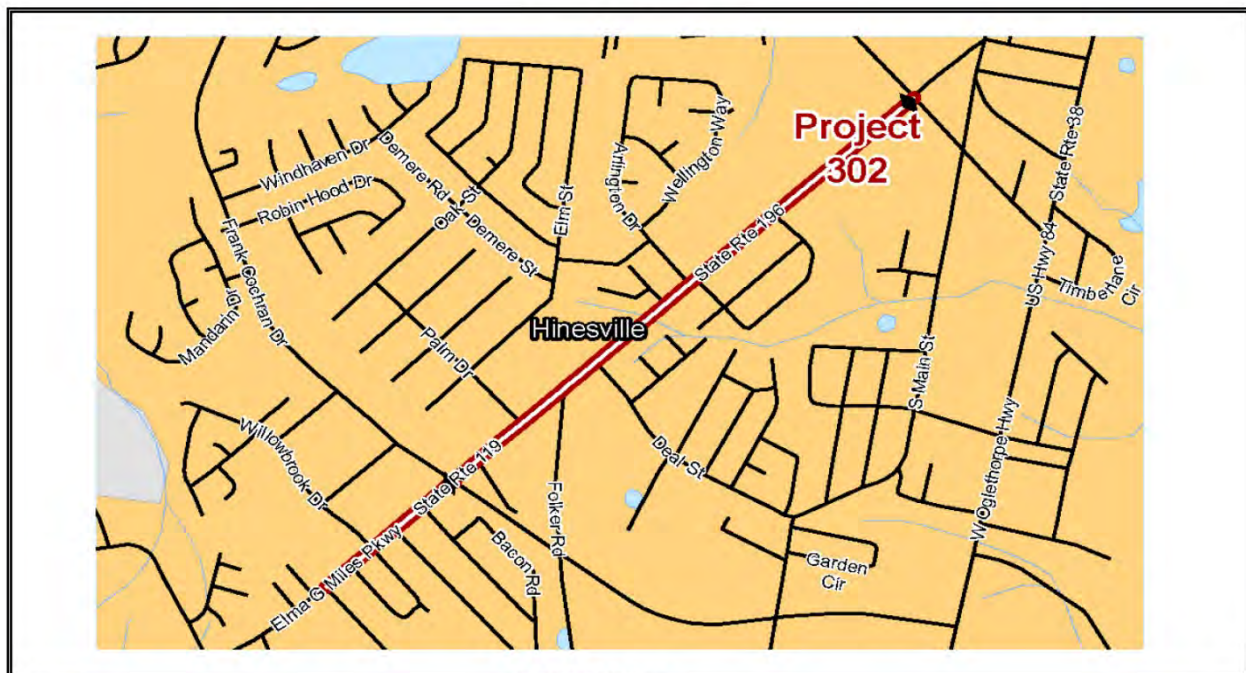 Project
302
State Rte 38
Wellington Way
Arlington Dr
Demere Rd
Windhaven Dr
Robin Hood Dr
Oak St
Demere St
Elm St
State Rte 196
US Hwy 84
Timberlane
Cir
Frank Cochran Dr
Mandarin Dr
Hinesville
Palm Dr
S Main St
Willowbrook Dr
State Rte 119
Deal St
W Oglethorpe Hwy
Folker Rd
Bacon Rd
Garden
Cir
Elma G Miles Pkwy